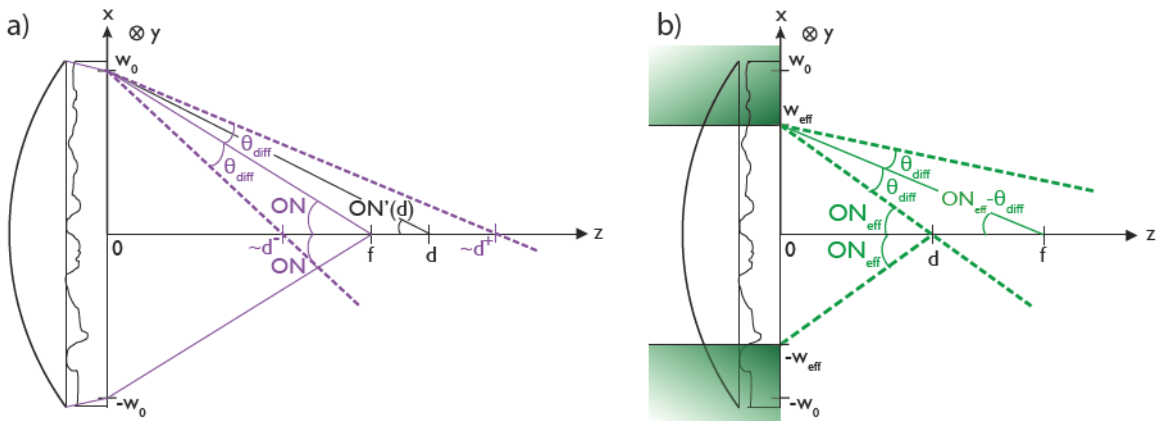 a)
x
⊗ y
w₀
θdiff
θdiff
ON
ON'(d)
0
~d⁻
f
d
~d⁺
z
ON
-w₀
b)
x
⊗ y
w₀
weff
θdiff
θdiff
ONeff-θdiff
ONeff
0
d
f
z
ONeff
-weff
-w₀